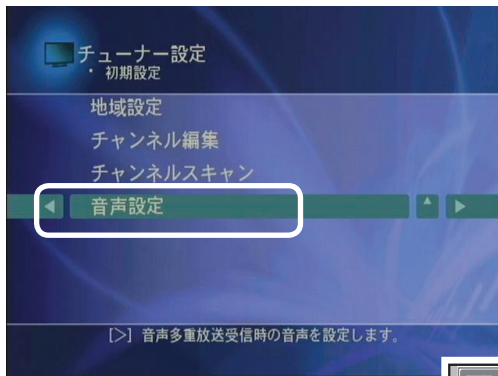 チューナー設定
・ 初期設定
地域設定
チャンネル編集
チャンネルスキャン
音声設定
[>] 音声多重放送受信時の音声を設定します。